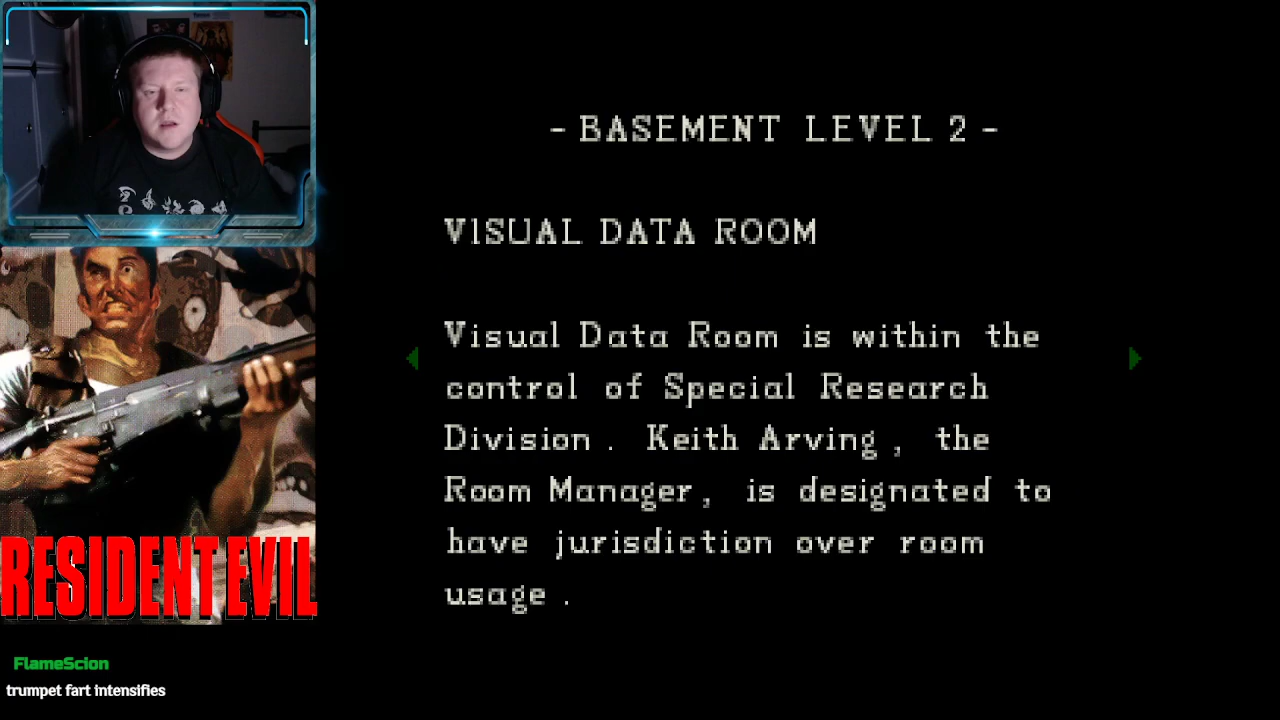 - BASEMENT LEVEL 2 -
VISUAL DATA ROOM
Visual Data Room is within the
control of Special Research
Division . Keith Arving , the
Room Manager, is designated to
have jurisdiction over room
usage .
RESIDENT EVIL
FlameScion
trumpet fart intensifies